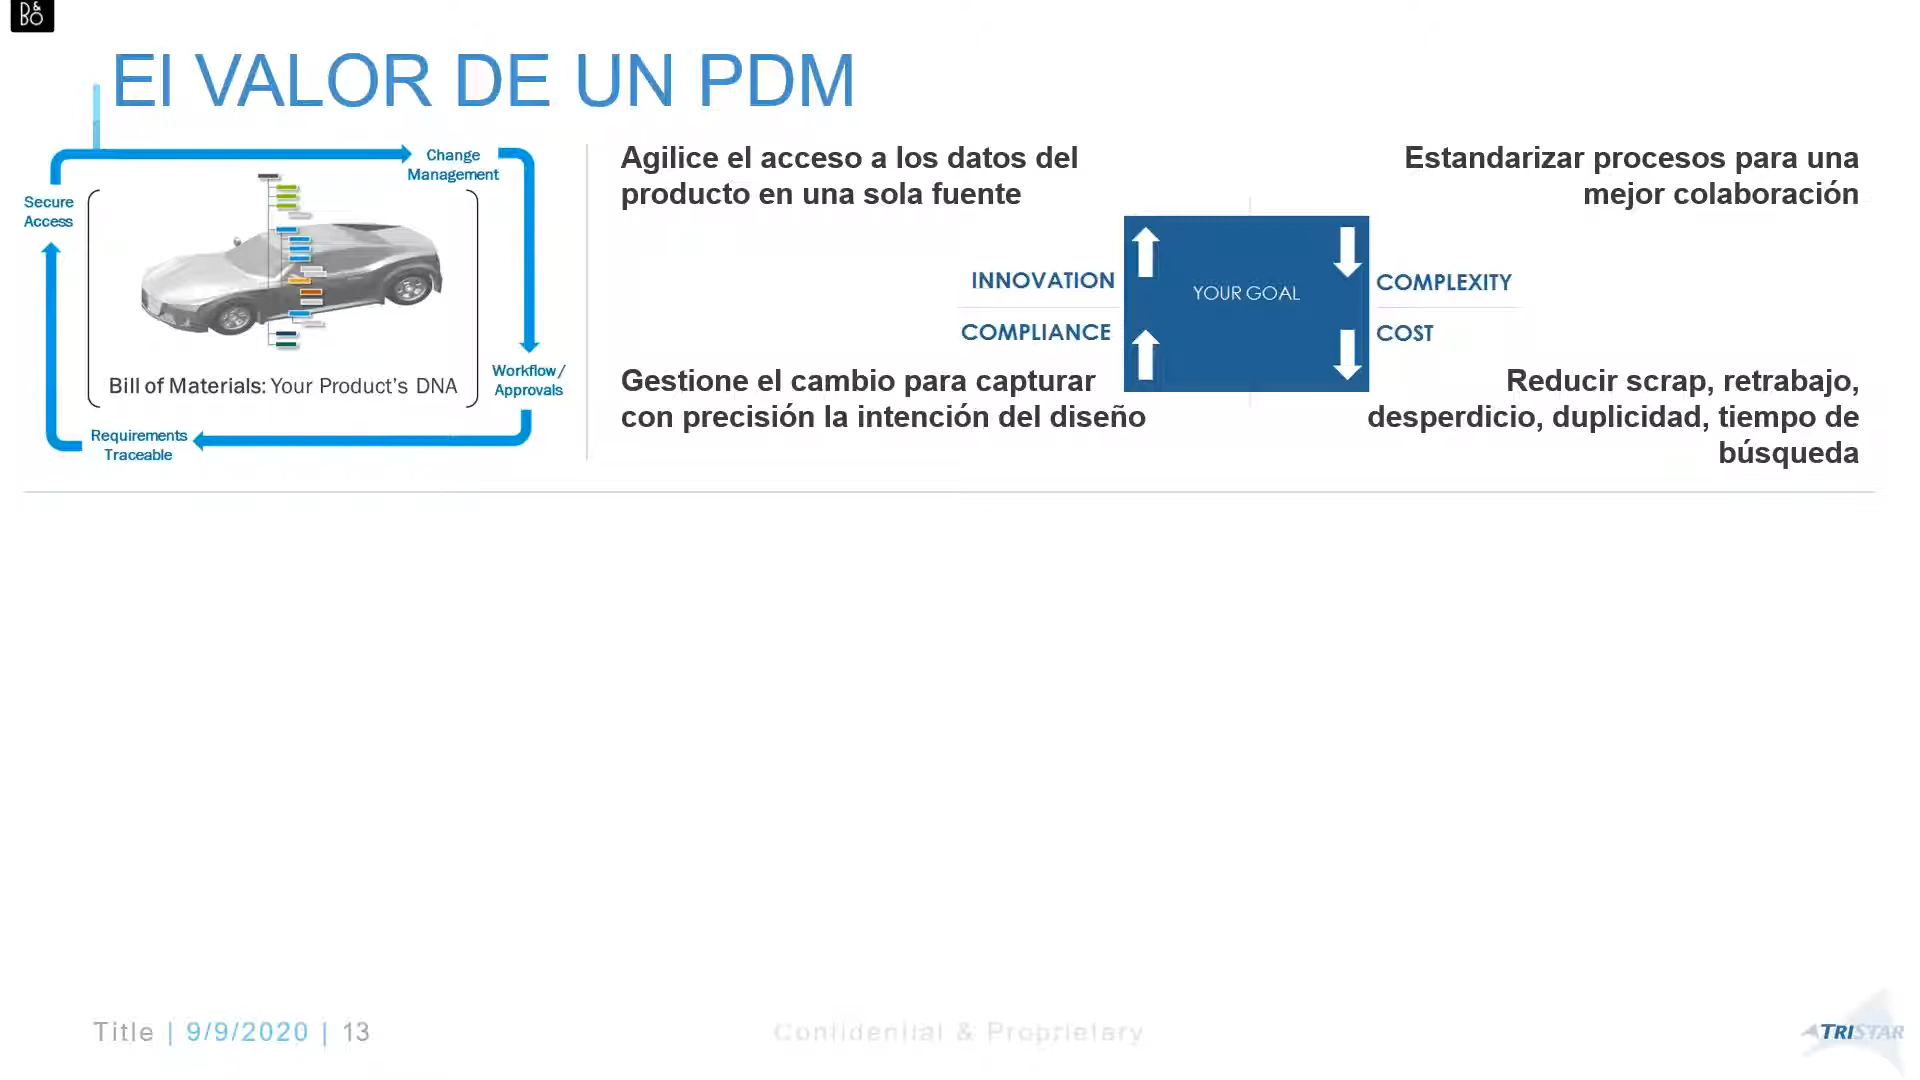 B&O
El VALOR DE UN PDM
Change
Management
Secure
Access
Bill of Materials: Your Product's DNA
Workflow/
Approvals
Requirements
Traceable
Agilice el acceso a los datos del
producto en una sola fuente
Estandarizar procesos para una
mejor colaboración
INNOVATION
YOUR GOAL
COMPLEXITY
COMPLIANCE
COST
Gestione el cambio para capturar
con precisión la intención del diseño
Reducir scrap, retrabajo,
desperdicio, duplicidad, tiempo de
búsqueda
Title | 9/9/2020 | 13
Confidential & Proprietary
TRISTAR